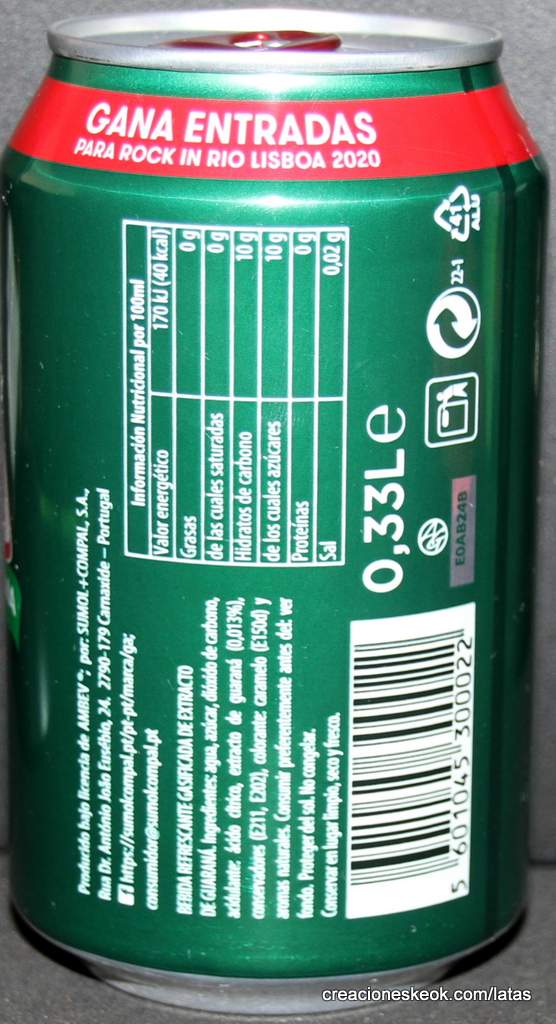 GANA ENTRADAS
PARA ROCK IN RIO LISBOA 2020
Producido bajo licencia de AMBEV®; por: SUMOL+COMPAL, S.A.,
Rua Dr. António João Eusébio, 24, 2790-179 Carnaxide – Portugal
https://sumolcompal.pt/pt-pt/marca/ga;
consumidor@sumolcompal.pt
BEBIDA REFRESCANTE GASIFICADA DE EXTRACTO
DE GUARANÁ. Ingredientes: agua, azúcar, dióxido de carbono,
acidulante: ácido cítrico, extracto de guaraná (0,013%),
conservadores (E211, E202), colorante: caramelo (E150d) y
aromas naturales. Consumir preferentemente antes del: ver
fondo. Proteger del sol. No congelar.
Conservar en lugar limpio, seco y fresco.
Información Nutricional por 100ml
Valor energético 170 kJ (40 kcal)
Grasas 0 g
de las cuales saturadas 0 g
Hidratos de carbono 10 g
de los cuales azúcares 10 g
Proteínas 0 g
Sal 0,02 g
0,33L e
E0AB24B
22-1
41
ALU
5 601045 300022
creacioneskeok.com/latas